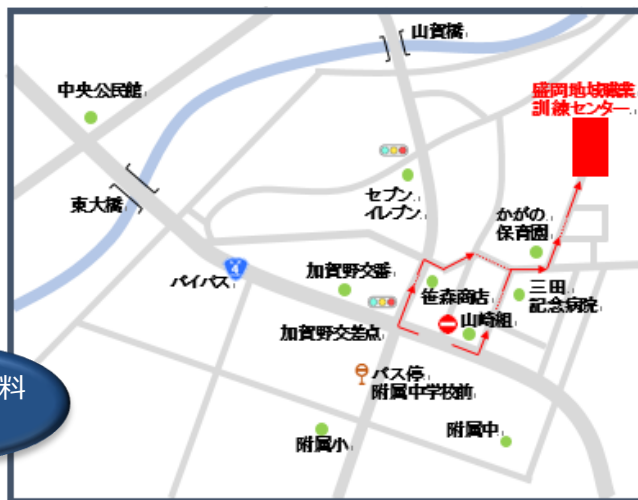 山賀橋
中央公民館
盛岡地域職業
訓練センター
東大橋
セブン
イレブン
かがの
保育園
4
バイパス
加賀野交番
笹森商店
三田
記念病院
加賀野交差点
山崎組
バス停
附属中学校前
料
附属小
附属中